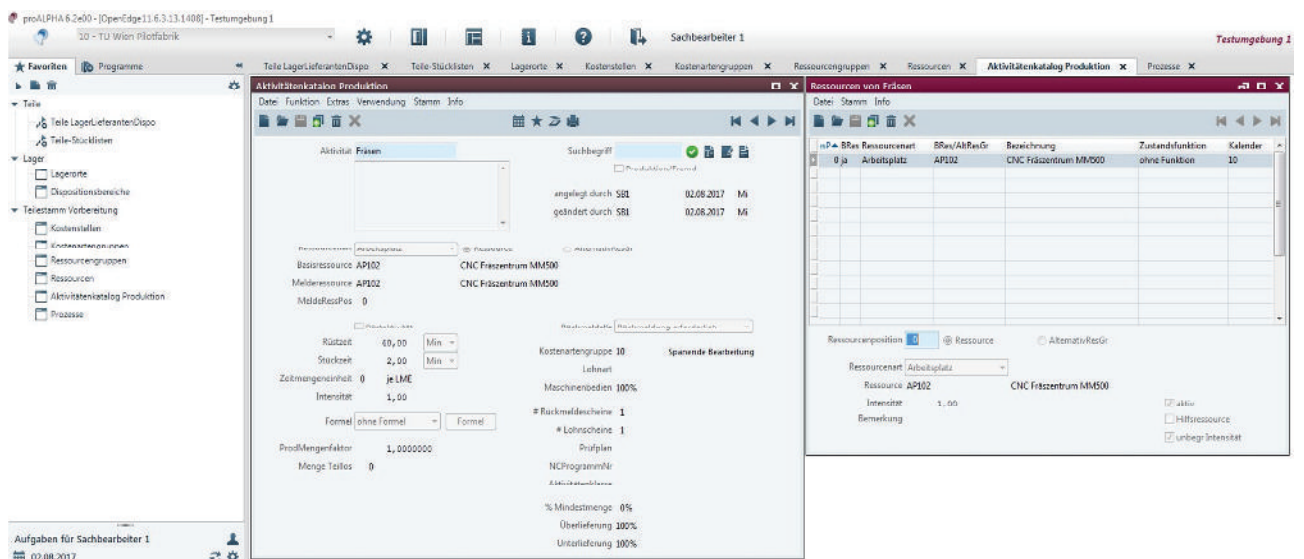 proALPHA 6.2e00 - [OpenEdge11.6.3.13.1408] - Testumgebung 1
10 - TU Wien Pilotfabrik
Sachbearbeiter 1
Testumgebung 1
Favoriten Programme
Teile LagerLieferantenDispo X Teile-Stücklisten X Lagerorte X Kostenstellen X Kostenartengruppen X Ressourcengruppen X Ressourcen X Aktivitätenkatalog Produktion X Prozesse X
Teile
Teile LagerLieferantenDispo
Teile-Stücklisten
Lager
Lagerorte
Dispositionsbereiche
Teilestamm Vorbereitung
Kostenstellen
Kostenartengruppen
Ressourcengruppen
Ressourcen
Aktivitätenkatalog Produktion
Prozesse
Aufgaben für Sachbearbeiter 1
02.08.2017
Aktivitätenkatalog Produktion
Datei Funktion Extras Verwendung Stamm Info
Aktivität Fräsen
Suchbegriff
Produktion/Fremd
angelegt durch SB1 02.08.2017 Mi
geändert durch SB1 02.08.2017 Mi
Ressourcenart Arbeitsplatz Ressource AlternativResGr
Basisressource AP102 CNC Fräszentrum MM500
Melderessource AP102 CNC Fräszentrum MM500
MeldeRessPos 0
Rüstzeit 60,00 Min
Stückzeit 2,00 Min
Zeitmengeneinheit 0 je LME
Intensität 1,00
Formel ohne Formel Formel
ProdMengenfaktor 1,0000000
Menge Teillos 0
Kostenartengruppe 10 Spanende Bearbeitung
Lohnart
Maschinenbedien 100%
# Rückmeldescheine 1
# Lohnscheine 1
Prüfplan
NCProgrammNr
Aktivitätenklasse
% Mindestmenge 0%
Überlieferung 100%
Unterlieferung 100%
Ressourcen von Fräsen
Datei Stamm Info
BRes Ressourcenart BRes/AltResGr Bezeichnung Zustandsfunktion Kalender
0 ja Arbeitsplatz AP102 CNC Fräszentrum MM500 ohne Funktion 10
Ressourcenposition 0 Ressource AlternativResGr
Ressourcenart Arbeitsplatz
Ressource AP102 CNC Fräszentrum MM500
Intensität 1,00
aktiv
Bemerkung
Hilfsressource
unbegr Intensität